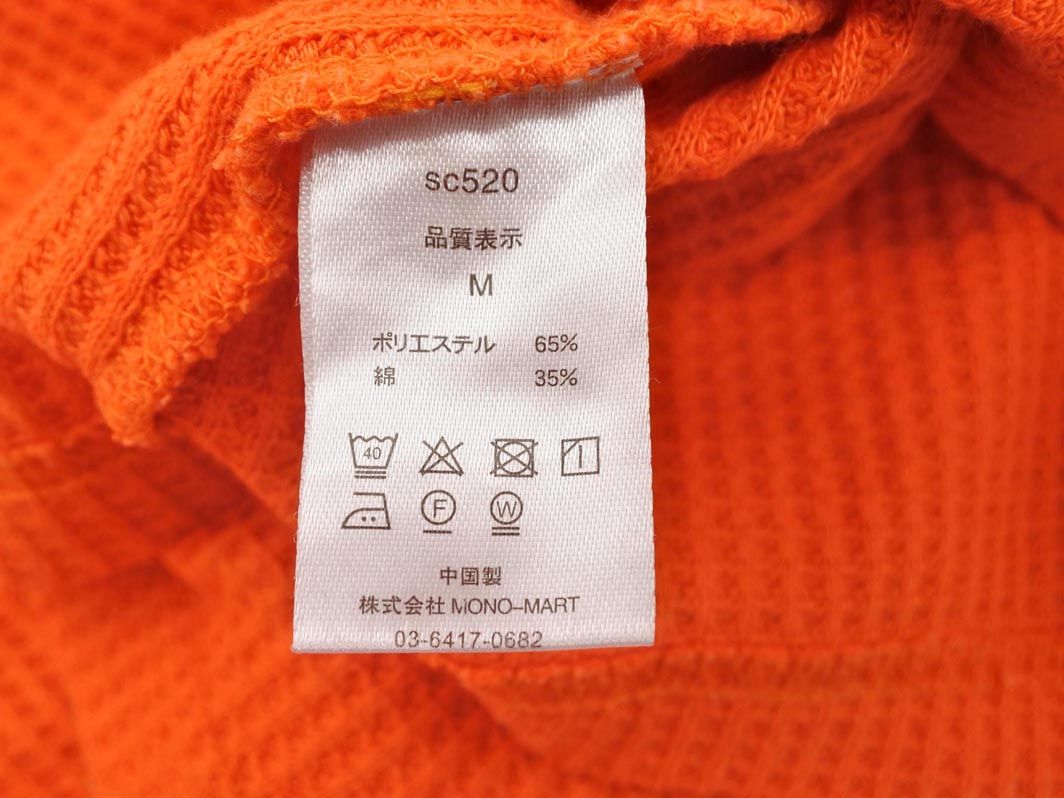 sc520
品質表示
M
ポリエステル 65%
綿 35%
40
F W
中国製
株式会社 MONO-MART
03-6417-0682